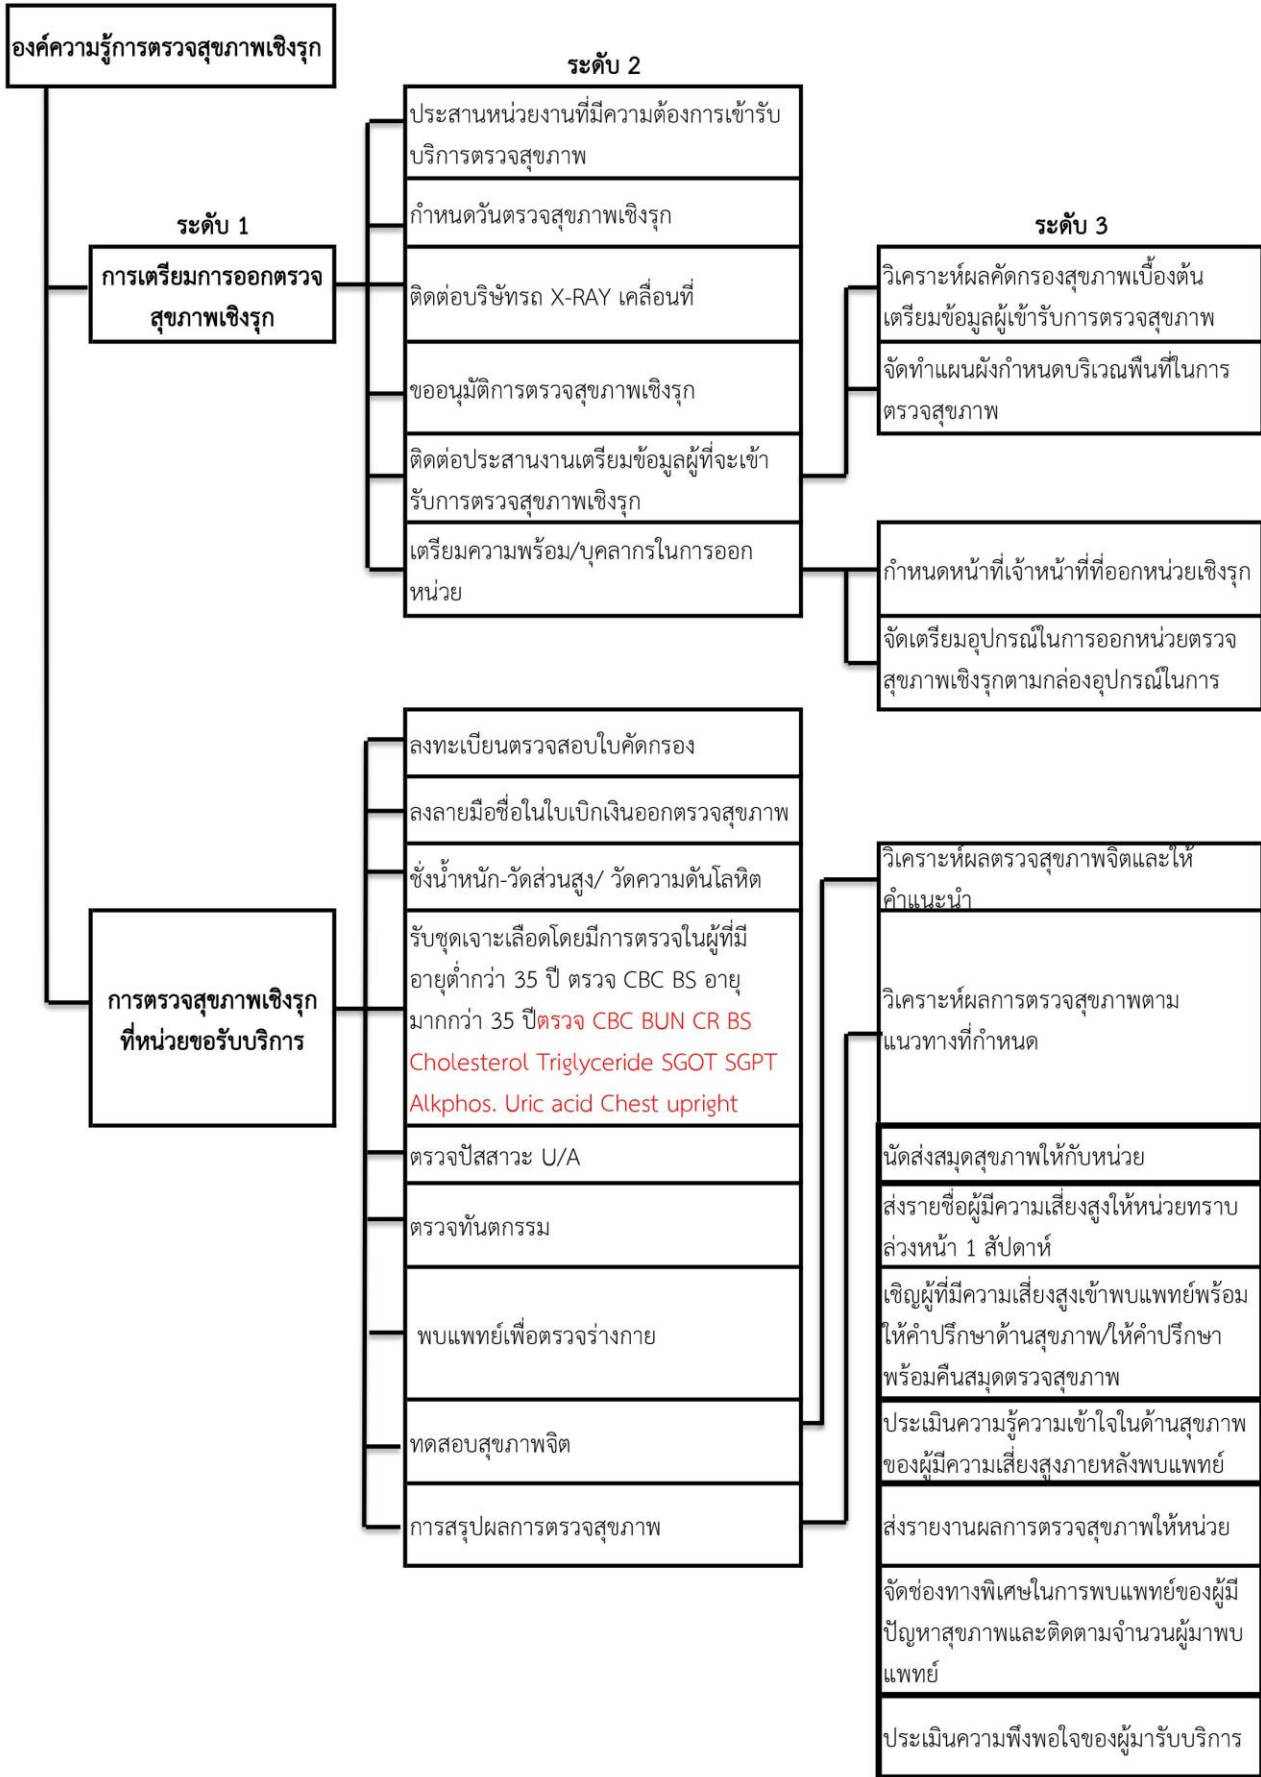 องค์ความรู้การตรวจสุขภาพเชิงรุก
ระดับ 1
การเตรียมการออกตรวจ
สุขภาพเชิงรุก
การตรวจสุขภาพเชิงรุก
ที่หน่วยขอรับบริการ
ระดับ 2
ประสานหน่วยงานที่มีความต้องการเข้ารับ
บริการตรวจสุขภาพ
กำหนดวันตรวจสุขภาพเชิงรุก
ติดต่อบริษัทรถ X-RAY เคลื่อนที่
ขออนุมัติการตรวจสุขภาพเชิงรุก
ติดต่อประสานงานเตรียมข้อมูลผู้ที่จะเข้า
รับการตรวจสุขภาพเชิงรุก
เตรียมความพร้อม/บุคลากรในการออก
หน่วย
ลงทะเบียนตรวจสอบใบคัดกรอง
ลงลายมือชื่อในใบเบิกเงินออกตรวจสุขภาพ
ชั่งน้ำหนัก-วัดส่วนสูง/ วัดความดันโลหิต
รับชุดเจาะเลือดโดยมีการตรวจในผู้ที่มี
อายุต่ำกว่า 35 ปี ตรวจ CBC BS อายุ
มากกว่า 35 ปีตรวจ CBC BUN CR BS
Cholesterol Triglyceride SGOT SGPT
Alkphos. Uric acid Chest upright
ตรวจปัสสาวะ U/A
ตรวจทันตกรรม
พบแพทย์เพื่อตรวจร่างกาย
ทดสอบสุขภาพจิต
การสรุปผลการตรวจสุขภาพ
ระดับ 3
วิเคราะห์ผลคัดกรองสุขภาพเบื้องต้น
เตรียมข้อมูลผู้เข้ารับการตรวจสุขภาพ
จัดทำแผนผังกำหนดบริเวณพืนที่ในการ
ตรวจสุขภาพ
กำหนดหน้าที่เจ้าหน้าที่ที่ออกหน่วยเชิงรุก
จัดเตรียมอุปกรณ์ในการออกหน่วยตรวจ
สุขภาพเชิงรุกตามกล่องอุปกรณ์ในการ
วิเคราะห์ผลตรวจสุขภาพจิตและให้
คำแนะนำ
วิเคราะห์ผลการตรวจสุขภาพตาม
แนวทางที่กำหนด
นัดส่งสมุดสุขภาพให้กับหน่วย
ส่งรายชื่อผู้มีความเสี่ยงสูงให้หน่วยทราบ
ล่วงหน้า 1 สัปดาห์
เชิญผู้ที่มีความเสี่ยงสูงเข้าพบแพทย์พร้อม
ให้คำปรึกษาด้านสุขภาพ/ให้คำปรึกษา
พร้อมคืนสมุดตรวจสุขภาพ
ประเมินความรู้ความเข้าใจในด้านสุขภาพ
ของผู้มีความเสี่ยงสูงภายหลังพบแพทย์
ส่งรายงานผลการตรวจสุขภาพให้หน่วย
จัดช่องทางพิเศษในการพบแพทย์ของผู้มี
ปัญหาสุขภาพและติดตามจำนวนผู้มาพบ
แพทย์
ประเมินความพึงพอใจของผู้มารับบริการ